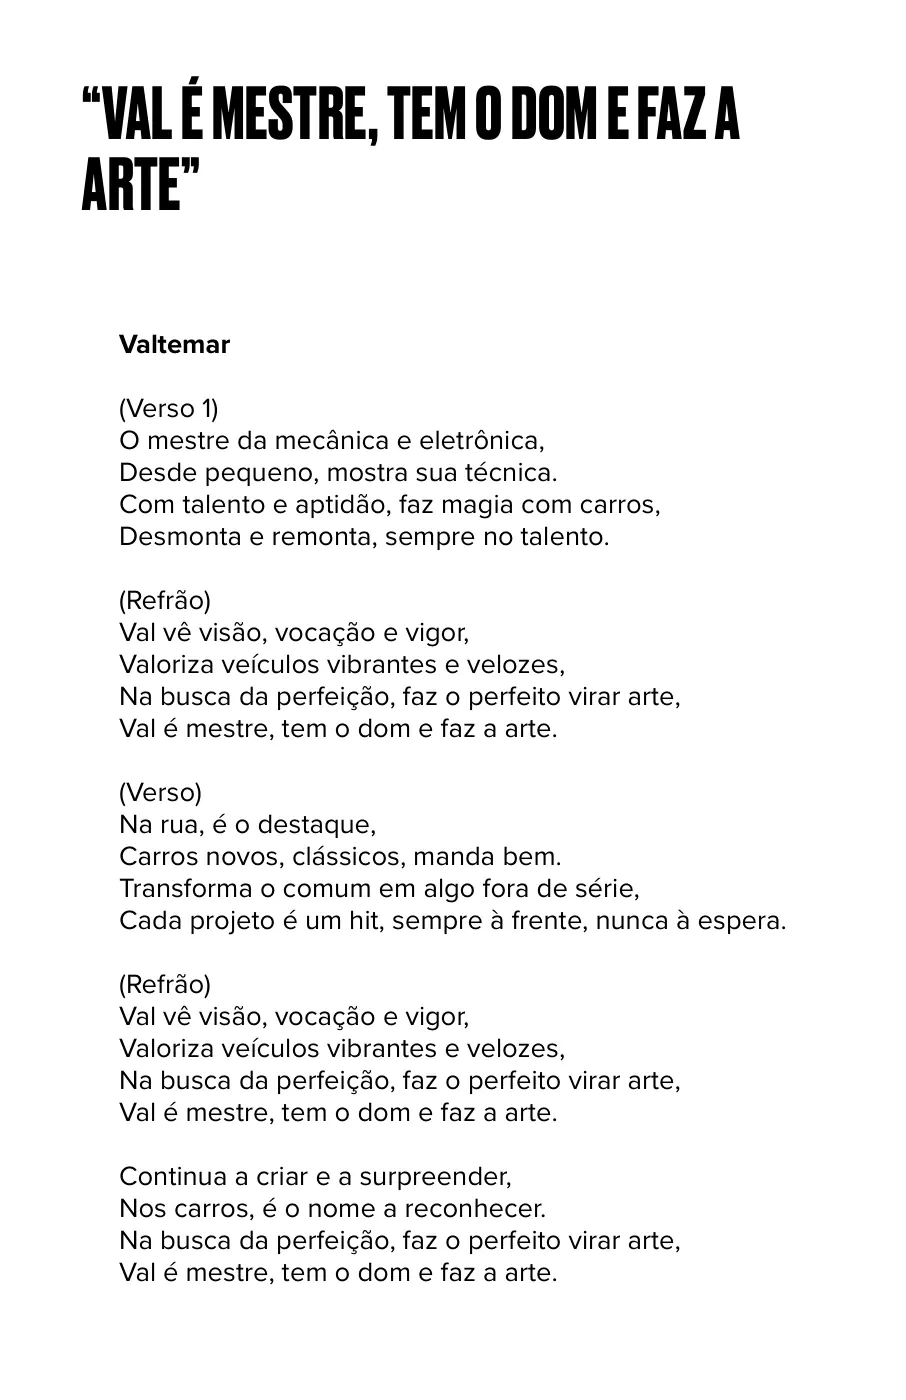 “VAL É MESTRE, TEM O DOM E FAZ A
ARTE”
Valtemar
(Verso 1)
O mestre da mecânica e eletrônica,
Desde pequeno, mostra sua técnica.
Com talento e aptidão, faz magia com carros,
Desmonta e remonta, sempre no talento.
(Refrão)
Val vê visão, vocação e vigor,
Valoriza veículos vibrantes e velozes,
Na busca da perfeição, faz o perfeito virar arte,
Val é mestre, tem o dom e faz a arte.
(Verso)
Na rua, é o destaque,
Carros novos, clássicos, manda bem.
Transforma o comum em algo fora de série,
Cada projeto é um hit, sempre à frente, nunca à espera.
(Refrão)
Val vê visão, vocação e vigor,
Valoriza veículos vibrantes e velozes,
Na busca da perfeição, faz o perfeito virar arte,
Val é mestre, tem o dom e faz a arte.
Continua a criar e a surpreender,
Nos carros, é o nome a reconhecer.
Na busca da perfeição, faz o perfeito virar arte,
Val é mestre, tem o dom e faz a arte.